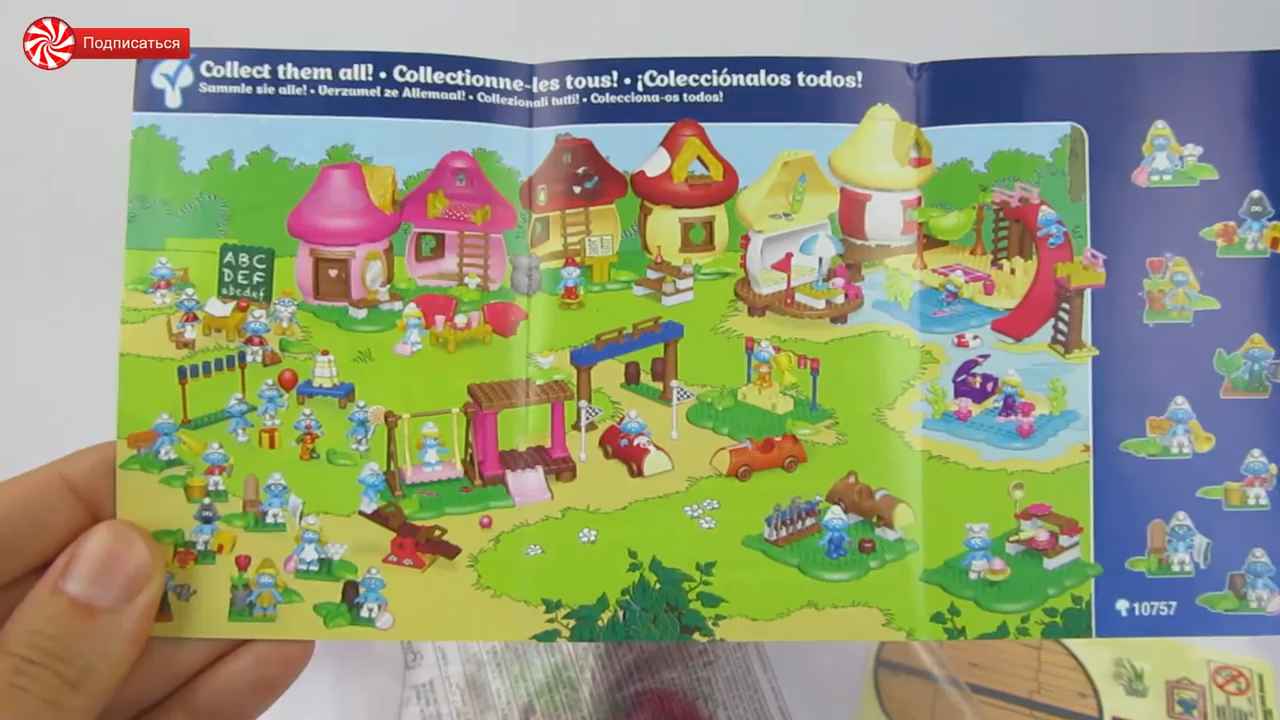 Подписаться
Collect them all! • Collectionne-les tous! • ¡Coleccíónalos todos!
Sammle sie alle! • Verzamel ze Allemaal! • Collezionali tutti! • Colecciona-os todos!
ABC
DEF
abcdef
10757